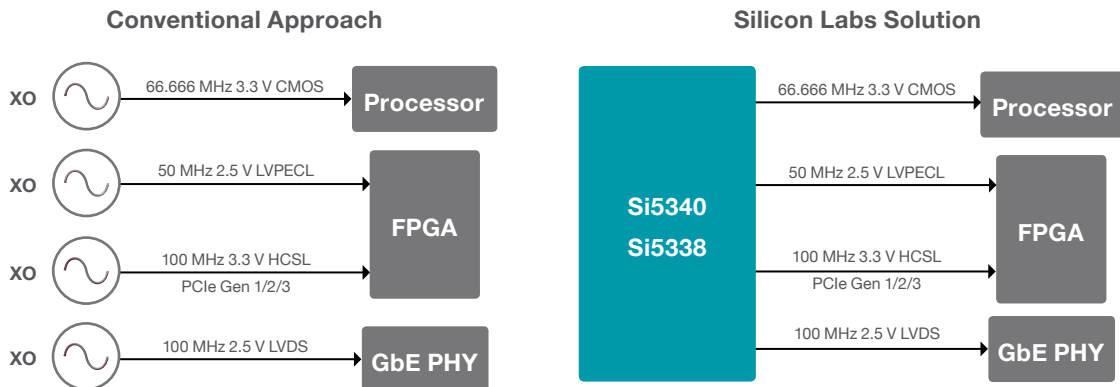 Conventional Approach
XO
66.666 MHz 3.3 V CMOS
Processor
XO
50 MHz 2.5 V LVPECL
FPGA
XO
100 MHz 3.3 V HCSL
PCIe Gen 1/2/3
XO
100 MHz 2.5 V LVDS
GbE PHY
Silicon Labs Solution
Si5340
Si5338
66.666 MHz 3.3 V CMOS
Processor
50 MHz 2.5 V LVPECL
FPGA
100 MHz 3.3 V HCSL
PCIe Gen 1/2/3
100 MHz 2.5 V LVDS
GbE PHY